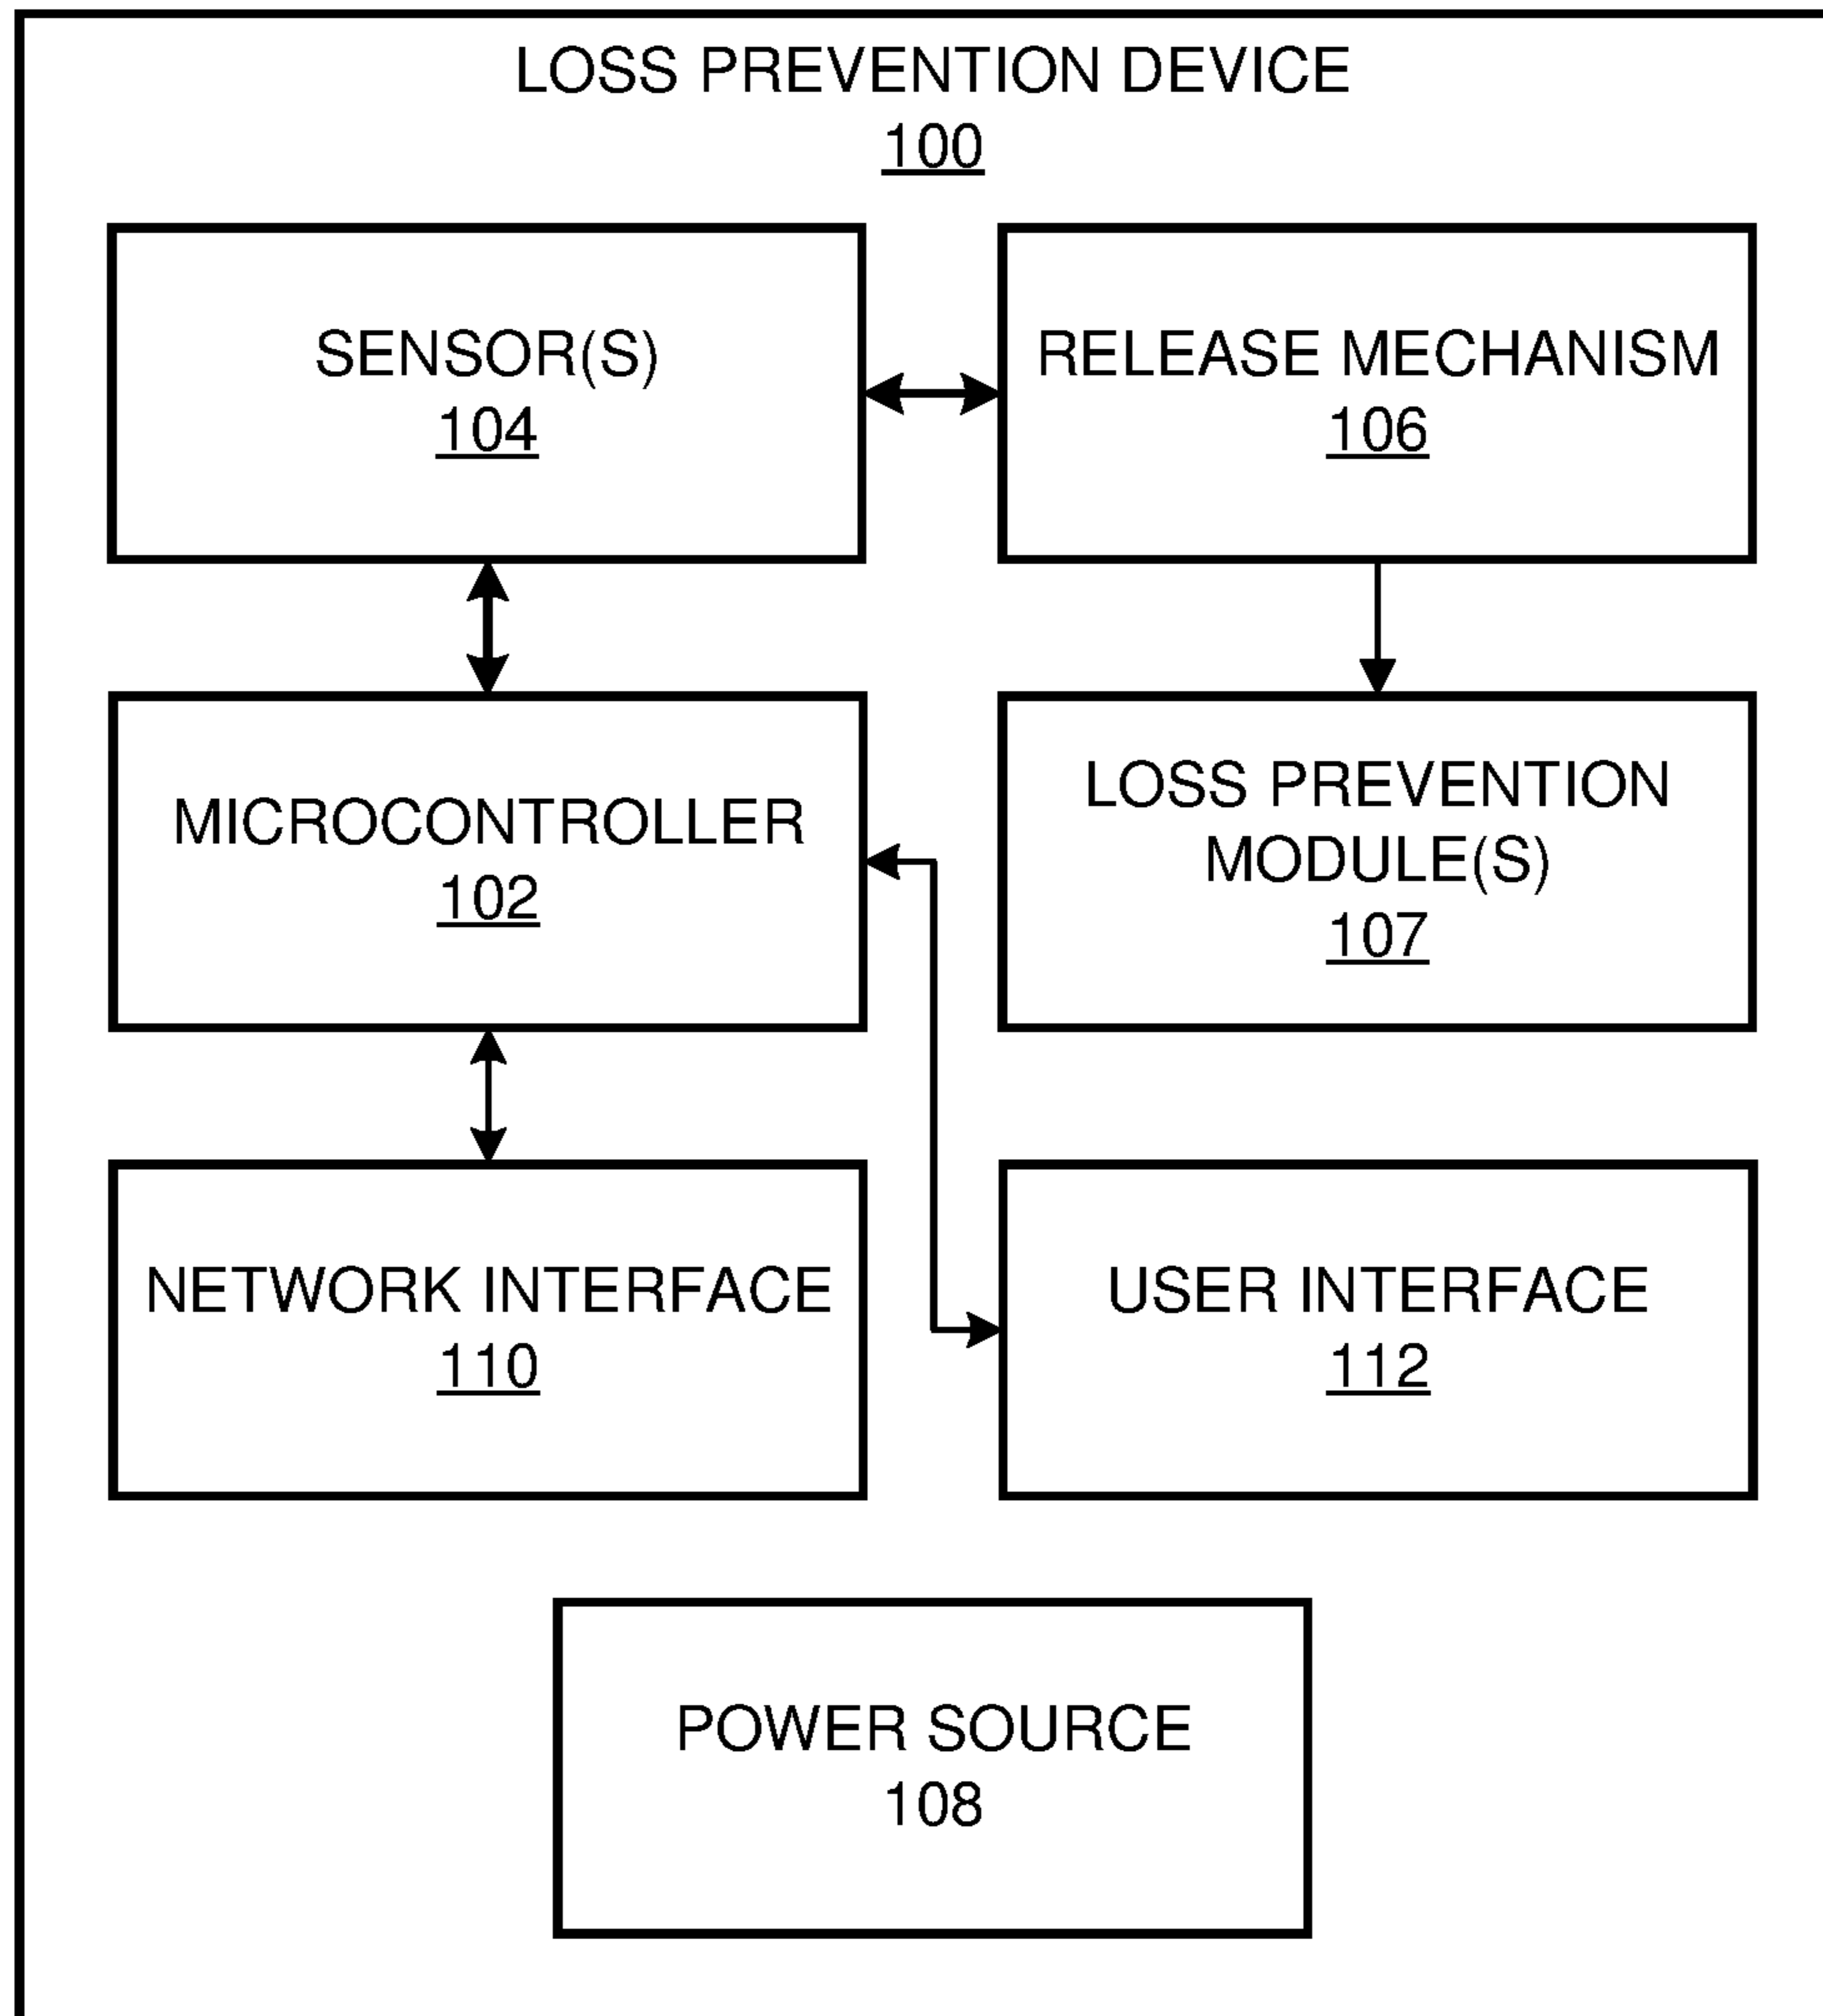 LOSS PREVENTION DEVICE
100
SENSOR(S)
104
RELEASE MECHANISM
106
MICROCONTROLLER
102
LOSS PREVENTION
MODULE(S)
107
NETWORK INTERFACE
110
USER INTERFACE
112
POWER SOURCE
108